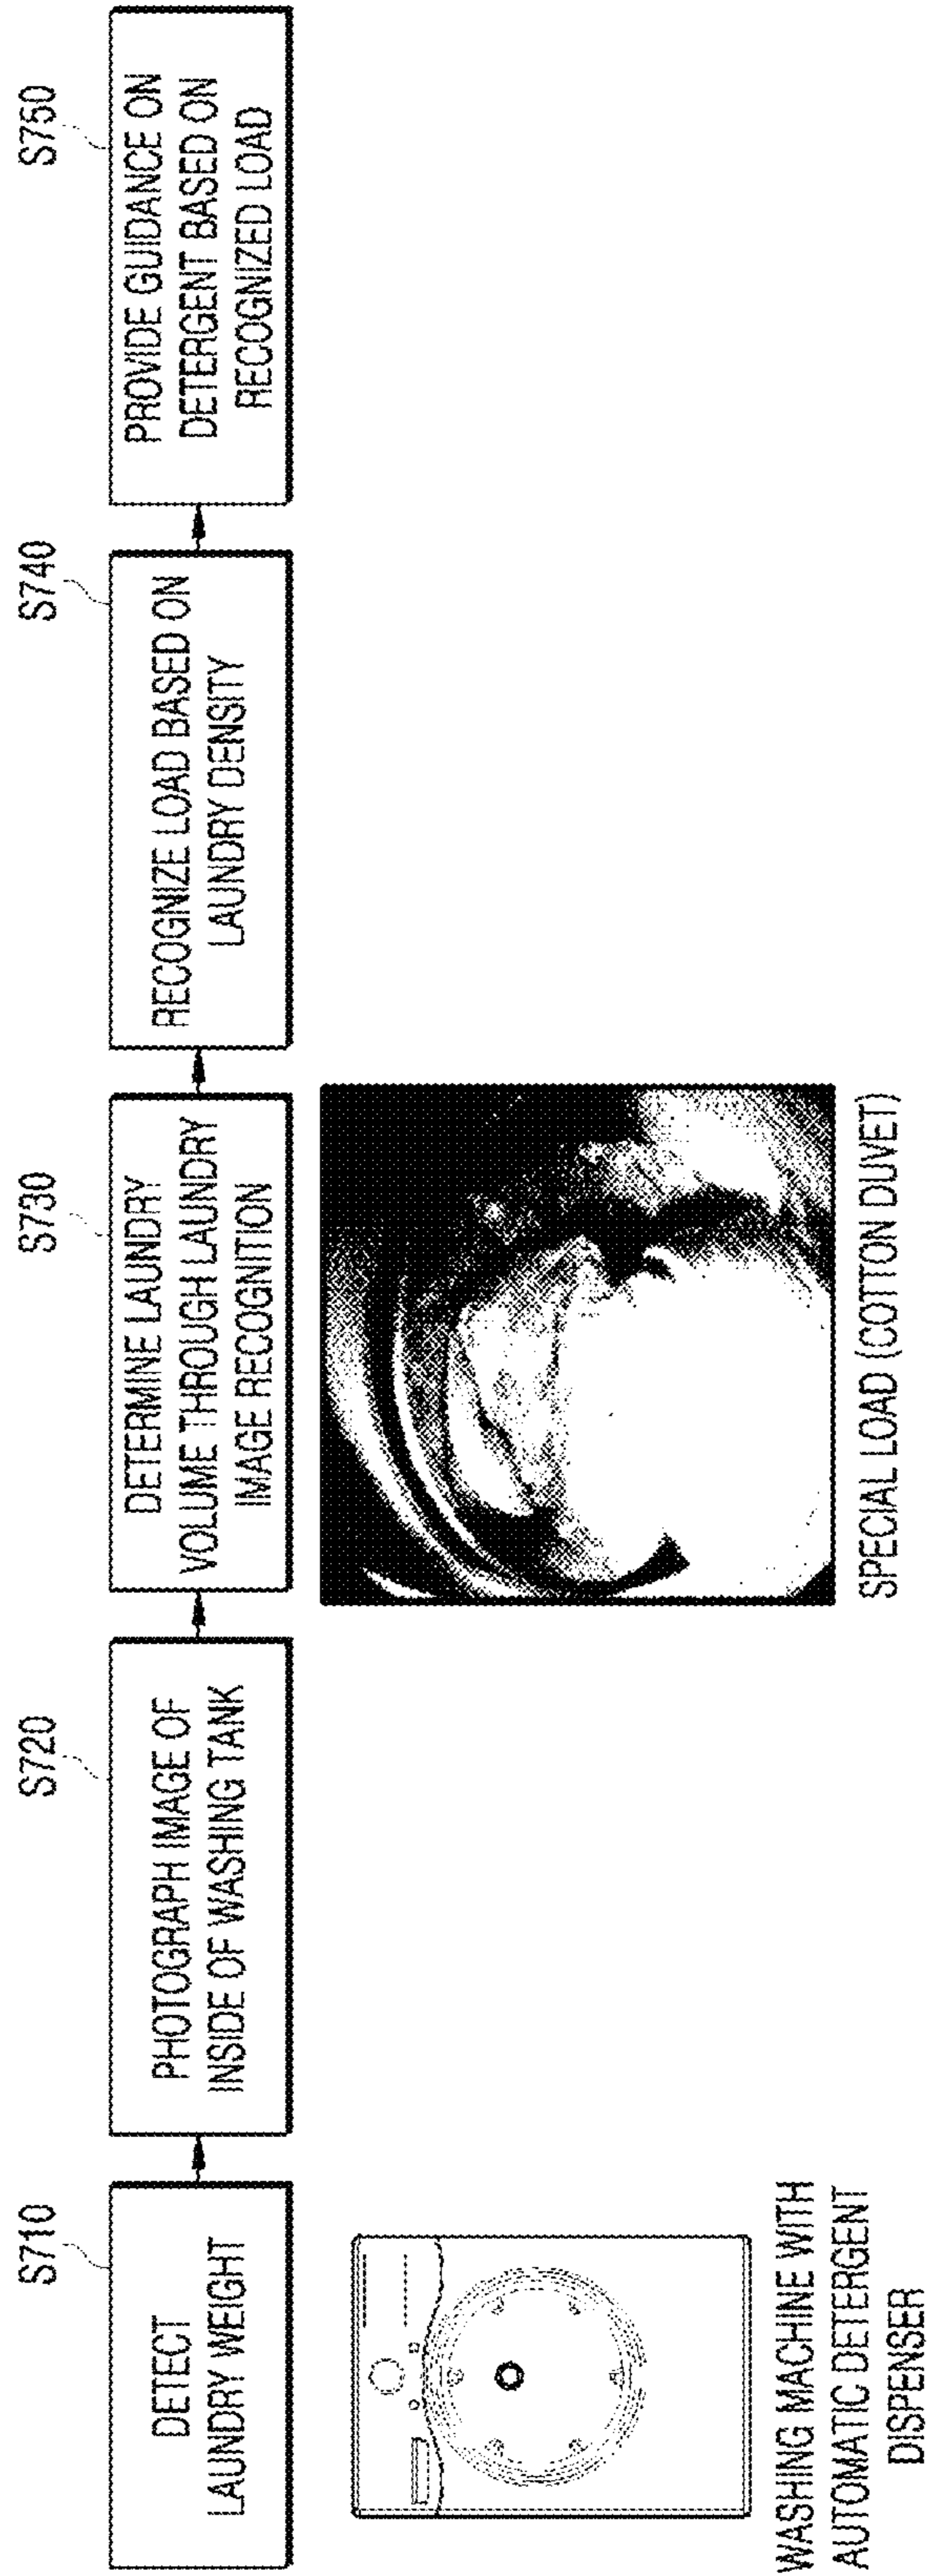 S710
DETECT
LAUNDRY WEIGHT
S720
PHOTOGRAPH IMAGE OF
INSIDE OF WASHING TANK
S730
DETERMINE LAUNDRY
VOLUME THROUGH LAUNDRY
IMAGE RECOGNITION
S740
RECOGNIZE LOAD BASED ON
LAUNDRY DENSITY
S750
PROVIDE GUIDANCE ON
DETERGENT BASED ON
RECOGNIZED LOAD
WASHING MACHINE WITH
AUTOMATIC DETERGENT
DISPENSER
SPECIAL LOAD (COTTON DUVET)